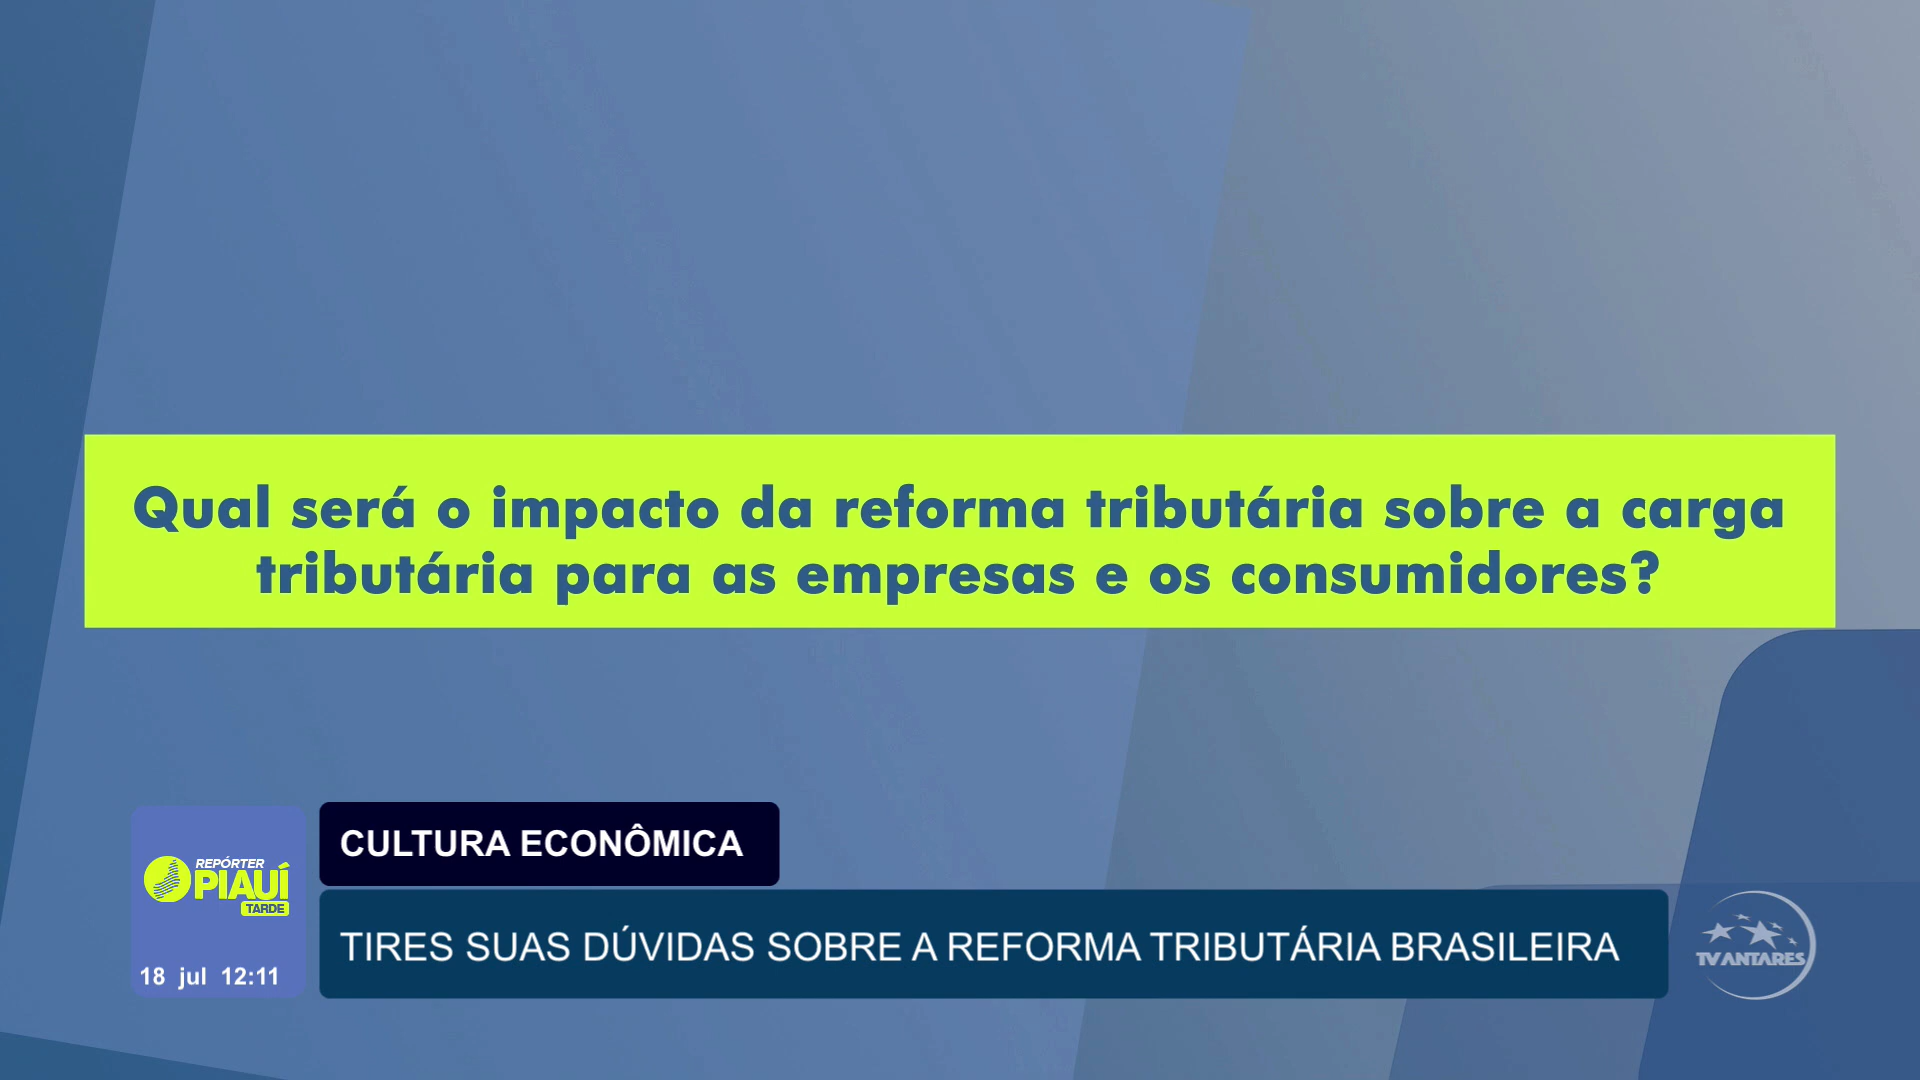 Qual será o impacto da reforma tributária sobre a carga
tributária para as empresas e os consumidores?
CULTURA ECONÔMICA
REPÓRTER
PIAUÍ
TARDE
TIRES SUAS DÚVIDAS SOBRE A REFORMA TRIBUTÁRIA BRASILEIRA
TV ANTARES
18 jul 12:11